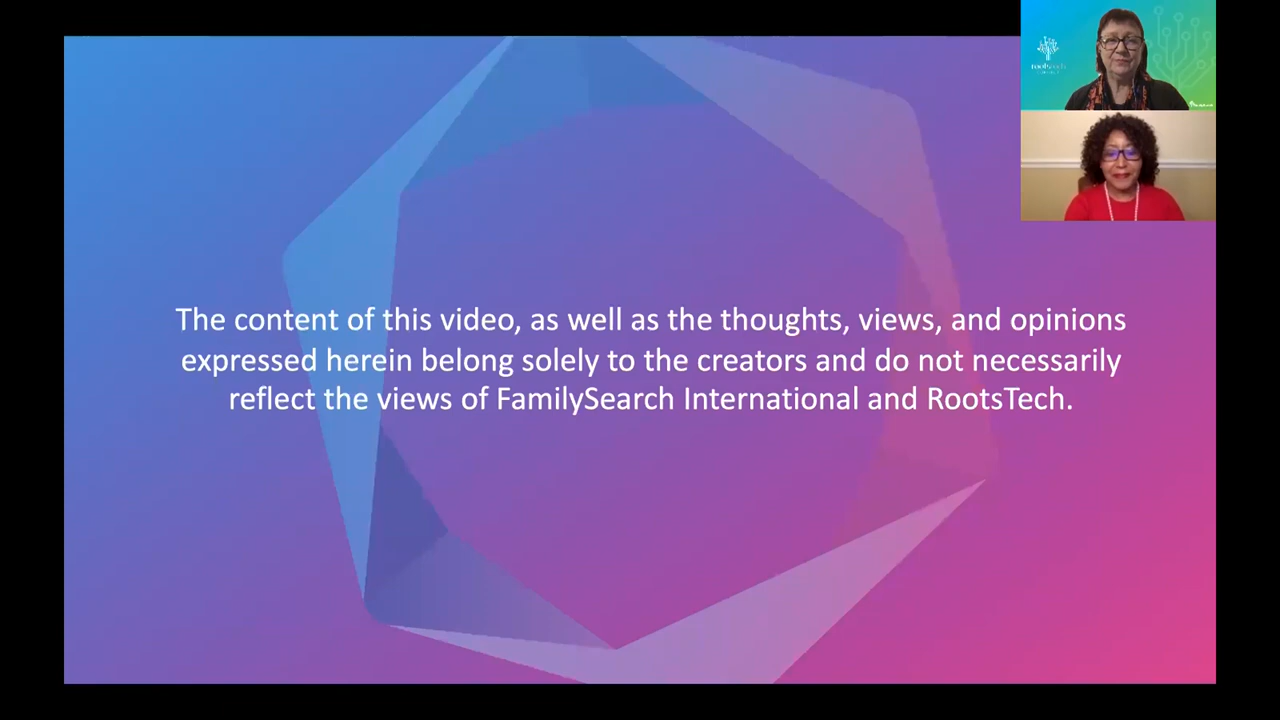 The content of this video, as well as the thoughts, views, and opinions
expressed herein belong solely to the creators and do not necessarily
reflect the views of FamilySearch International and RootsTech.